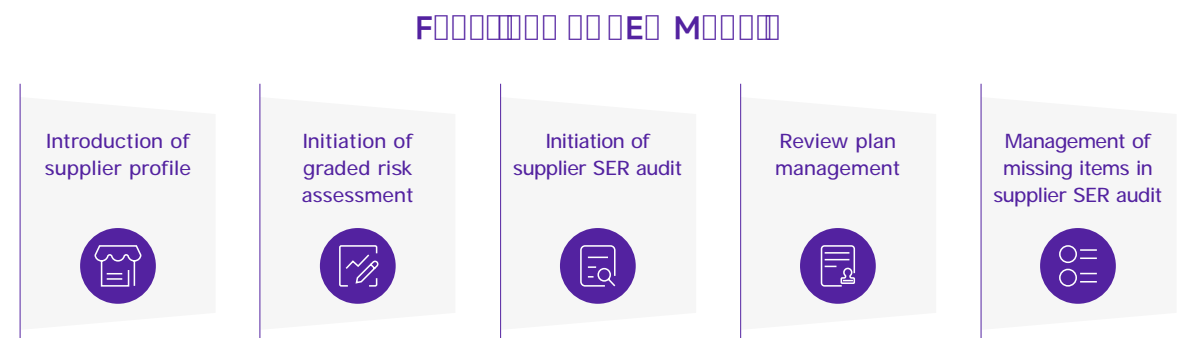 Introduction of
supplier profile
Initiation of
graded risk
assessment
Initiation of
supplier SER audit
Review plan
management
Management of
missing items in
supplier SER audit